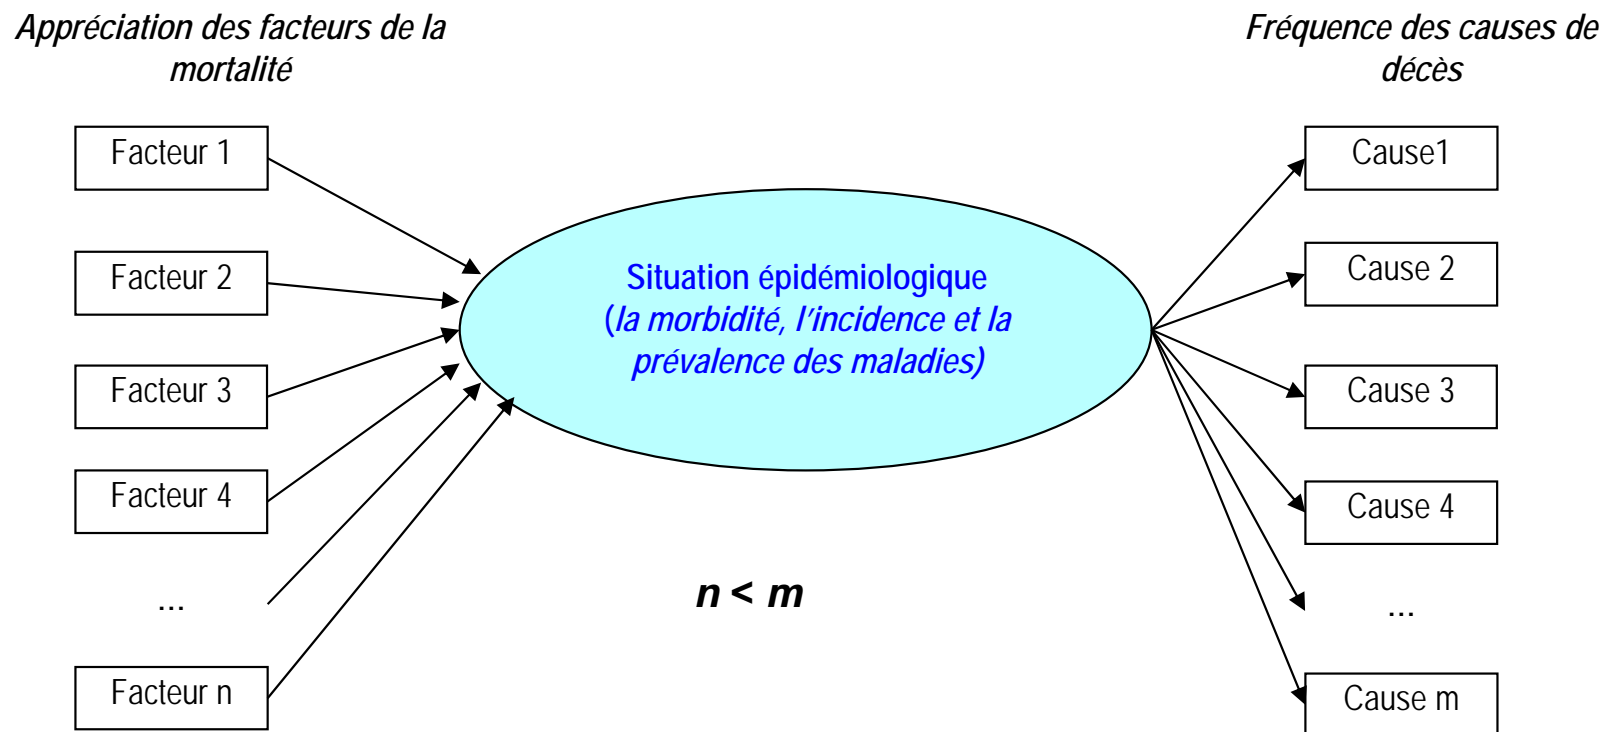 Appréciation des facteurs de la
mortalité
Fréquence des causes de
décès
Facteur 1
Facteur 2
Facteur 3
Facteur 4
...
Facteur n
Situation épidémiologique
(la morbidité, l'incidence et la
prévalence des maladies)
n < m
Cause1
Cause 2
Cause 3
Cause 4
...
Cause m